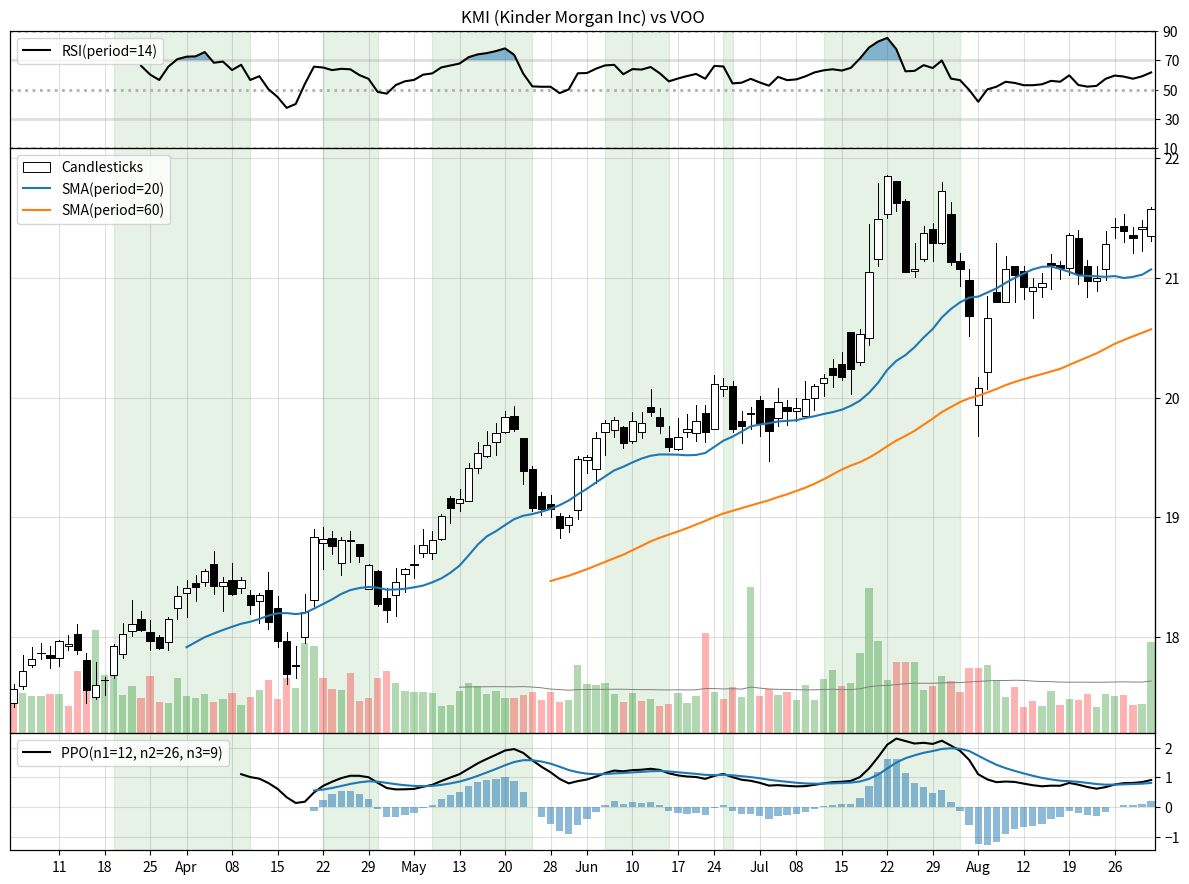 KMI (Kinder Morgan Inc) vs VOO
RSI(period=14)
90
70
50
30
10
Candlesticks
SMA(period=20)
SMA(period=60)
22
21
20
19
18
PPO(n1=12, n2=26, n3=9)
2
1
0
−1
11 18 25 Apr 08 15 22 29 May 13 20 28 Jun 10 17 24 Jul 08 15 22 29 Aug 12 19 26